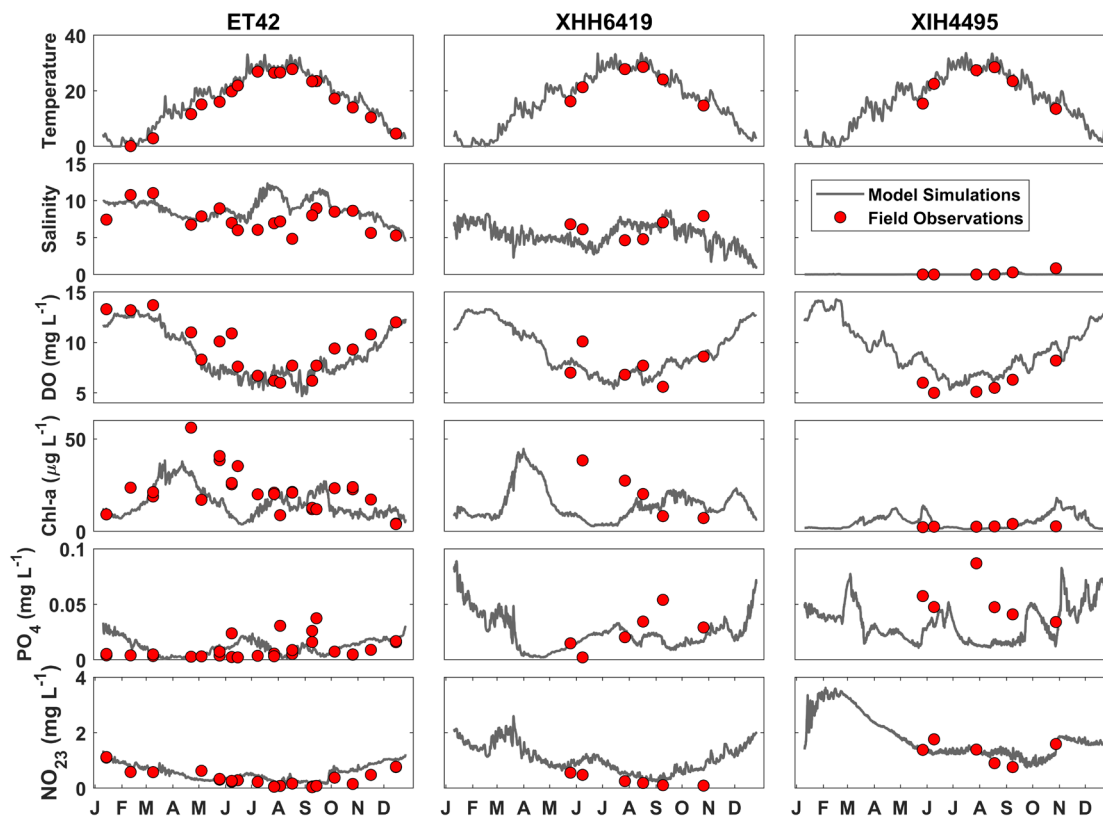 ET42 XHH6419 XIH4495
Temperature
40
20
0
Salinity
15
10
5
0
Model Simulations
Field Observations
DO (mg L⁻¹)
15
10
5
Chl-a (μg L⁻¹)
50
0
PO₄ (mg L⁻¹)
0.1
0.05
0
NO₂₃ (mg L⁻¹)
4
2
0
J F M A M J J A S O N D J F M A M J J A S O N D J F M A M J J A S O N D